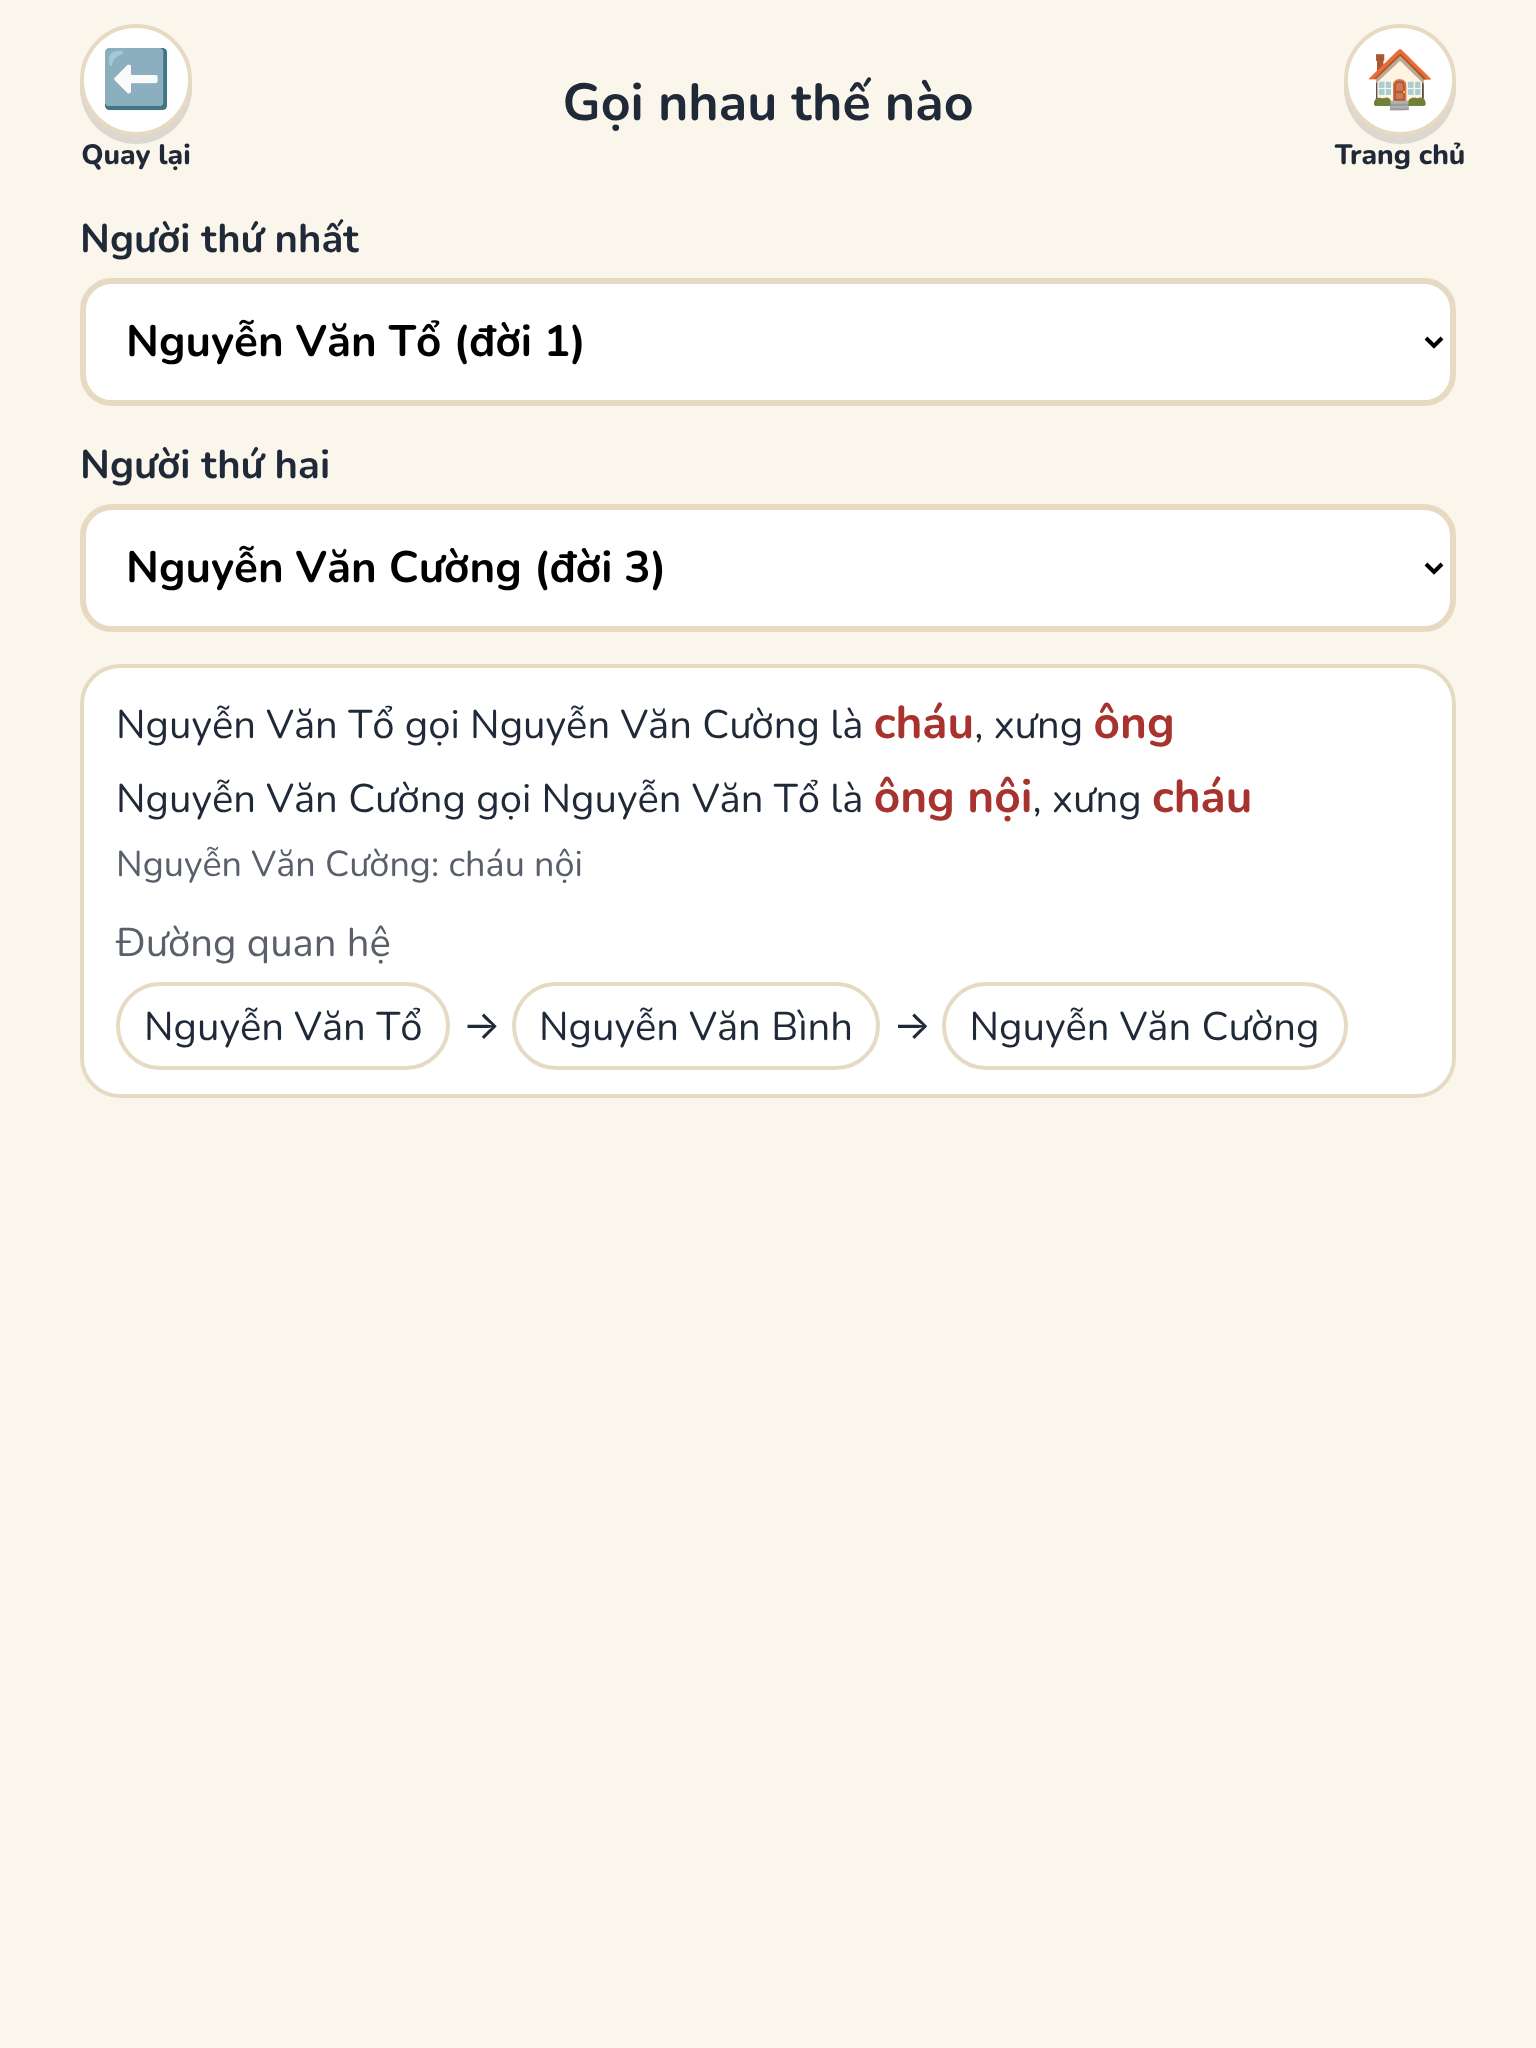 Gọi nhau thế nào
Quay lại
Trang chủ
Người thứ nhất
Nguyễn Văn Tổ (đời 1)
Người thứ hai
Nguyễn Văn Cường (đời 3)
Nguyễn Văn Tổ gọi Nguyễn Văn Cường là cháu, xưng ông
Nguyễn Văn Cường gọi Nguyễn Văn Tổ là ông nội, xưng cháu
Nguyễn Văn Cường: cháu nội
Đường quan hệ
Nguyễn Văn Tổ → Nguyễn Văn Bình → Nguyễn Văn Cường